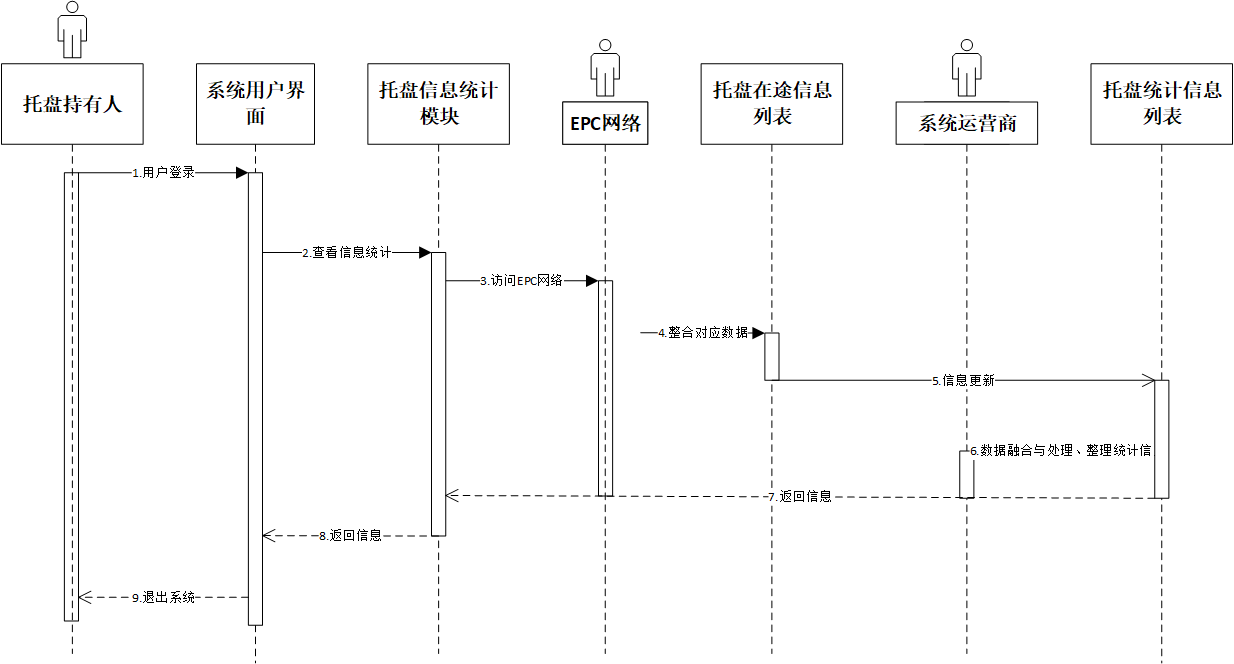 托盘持有人
系统用户界
面
托盘信息统计
模块
EPC网络
托盘在途信息
列表
系统运营商
托盘统计信息
列表
1.用户登录
2.查看信息统计
3.访问EPC网络
4.整合对应数据
5.信息更新
6.数据融合与处理、整理统计信
7.返回信息
8.返回信息
9.退出系统